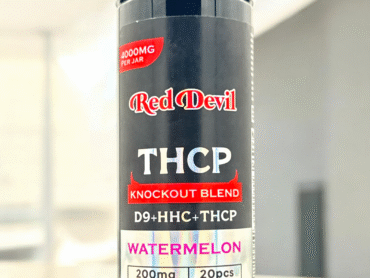 4000MG
PER JAR
Red Devil
THCP
KNOCKOUT BLEND
D9+HHC+THCP
WATERMELON
200mg 20pcs